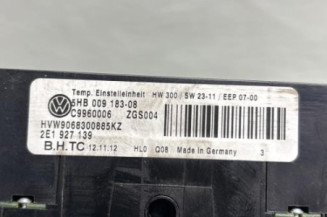 Temp. Einstelleinheit HW 300 / SW 23-11 / EEP 07-00
5HB 009 183-08
C9960006 ZGS004
HVW9068300885KZ
2E1 927 139
B.H.TC 12.11.12 HL0 Q08 Made in Germany 3